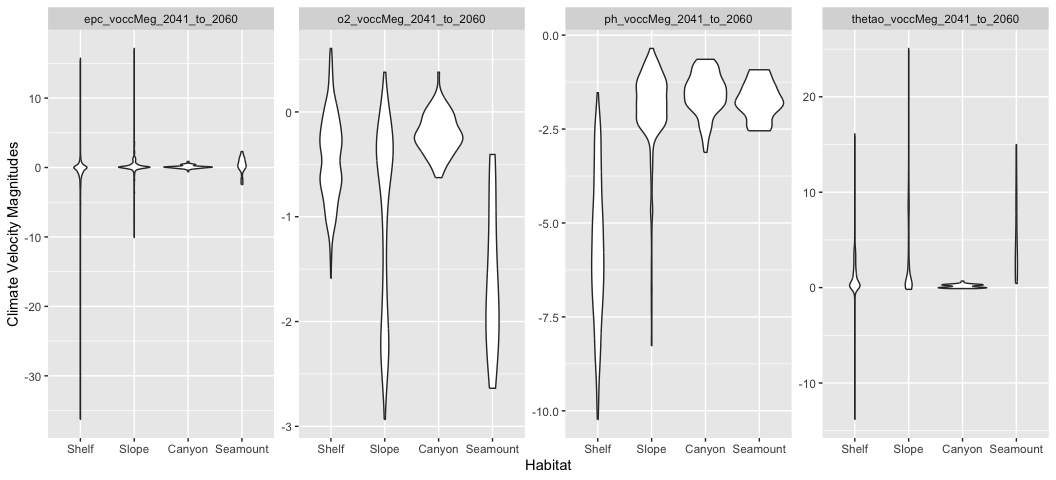 epc_voccMeg_2041_to_2060
o2_voccMeg_2041_to_2060
ph_voccMeg_2041_to_2060
thetao_voccMeg_2041_to_2060
Climate Velocity Magnitudes
10
0
-10
-20
-30
0
-1
-2
-3
0.0
-2.5
-5.0
-7.5
-10.0
20
10
0
-10
Shelf Slope Canyon Seamount
Shelf Slope Canyon Seamount
Shelf Slope Canyon Seamount
Shelf Slope Canyon Seamount
Habitat